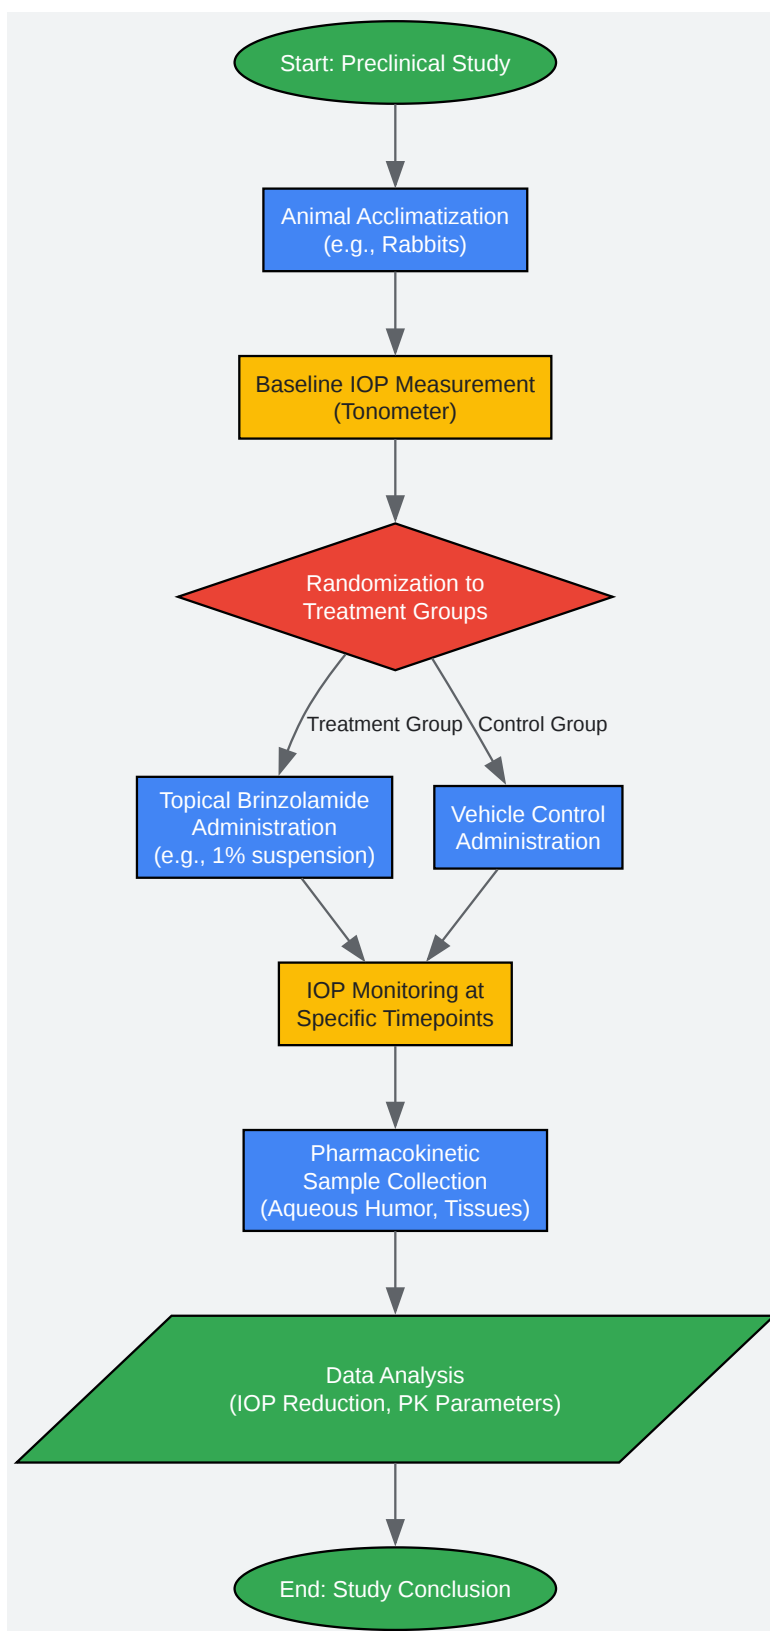 Start: Preclinical Study
Animal Acclimatization
(e.g., Rabbits)
Baseline IOP Measurement
(Tonometer)
Randomization to
Treatment Groups
Treatment Group
Control Group
Topical Brinzolamide
Administration
(e.g., 1% suspension)
Vehicle Control
Administration
IOP Monitoring at
Specific Timepoints
Pharmacokinetic
Sample Collection
(Aqueous Humor, Tissues)
Data Analysis
(IOP Reduction, PK Parameters)
End: Study Conclusion